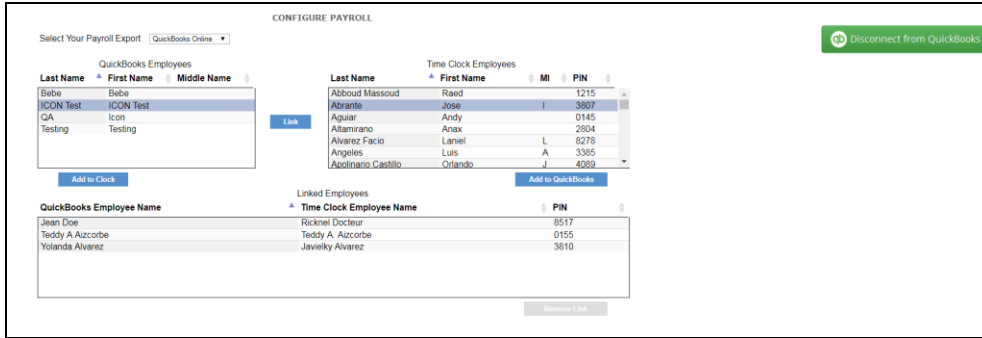 CONFIGURE PAYROLL
Select Your Payroll Export QuickBooks Online
qb Disconnect from QuickBooks
QuickBooks Employees
Last Name First Name Middle Name
Bebe Bebe
ICON Test ICON Test
QA Icon
Testing Testing
Add to Clock
Link
Time Clock Employees
Last Name First Name MI PIN
Abboud Massoud Raed 1215
Abrante Jose I 3807
Aguiar Andy 0145
Altamirano Anax 2804
Alvarez Facio Laniel L 8278
Angeles Luis A 3385
Apolinario Castillo Orlando J 4089
Add to QuickBooks
Linked Employees
QuickBooks Employee Name Time Clock Employee Name PIN
Jean Doe Ricknel Docteur 8517
Teddy A Aizcorbe Teddy A. Aizcorbe 0155
Yolanda Alvarez Javielky Alvarez 3810
Remove Link